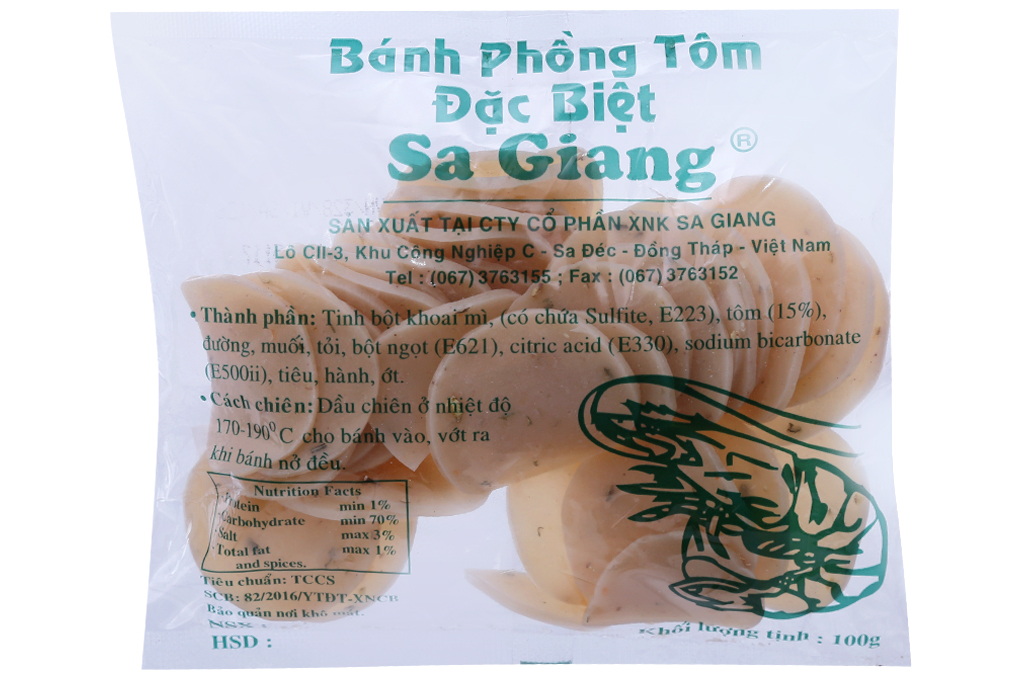 Bánh Phồng Tôm
Đặc Biệt
Sa Giang ®
SẢN XUẤT TẠI CTY CỔ PHẦN XNK SA GIANG
Lô CII-3, Khu Công Nghiệp C - Sa Đéc - Đồng Tháp - Việt Nam
Tel : (067) 3763155 ; Fax : (067) 3763152
• Thành phần: Tinh bột khoai mì, (có chứa Sulfite, E223), tôm (15%),
đường, muối, tỏi, bột ngọt (E621), citric acid (E330), sodium bicarbonate
(E500ii), tiêu, hành, ớt.
• Cách chiên: Dầu chiên ở nhiệt độ
170-190⁰C cho bánh vào, vớt ra
khi bánh nở đều.
Nutrition Facts
Protein min 1%
Carbohydrate min 70%
Salt max 3%
Total fat max 1%
and spices.
Tiêu chuẩn: TCCS
SCB: 82/2016/YTĐT-XNCB
Bảo quản nơi khô mát.
NSX :
HSD :
Khối lượng tịnh : 100g